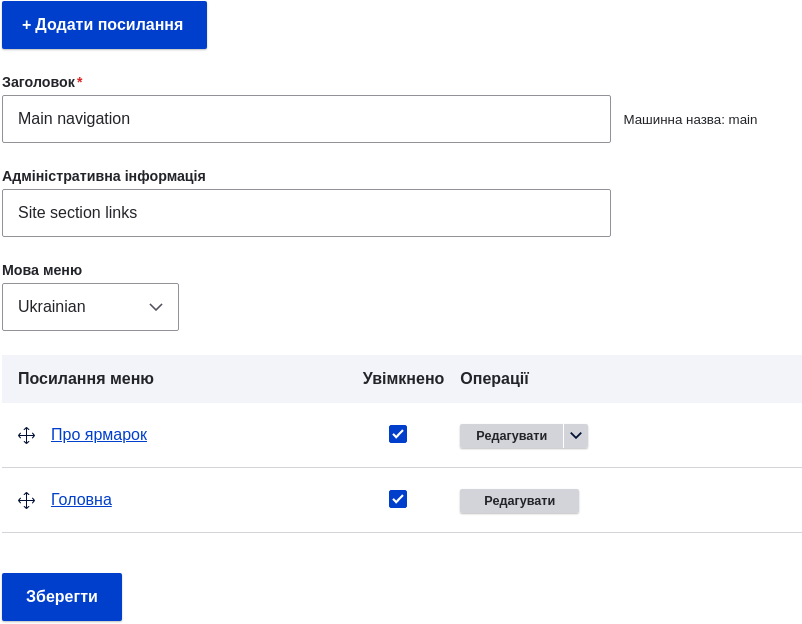 + Додати посилання
Заголовок*
Main navigation
Машинна назва: main
Адміністративна інформація
Site section links
Мова меню
Ukrainian
Посилання меню Увімкнено Операції
Про ярмарок Редагувати
Головна Редагувати
Зберегти